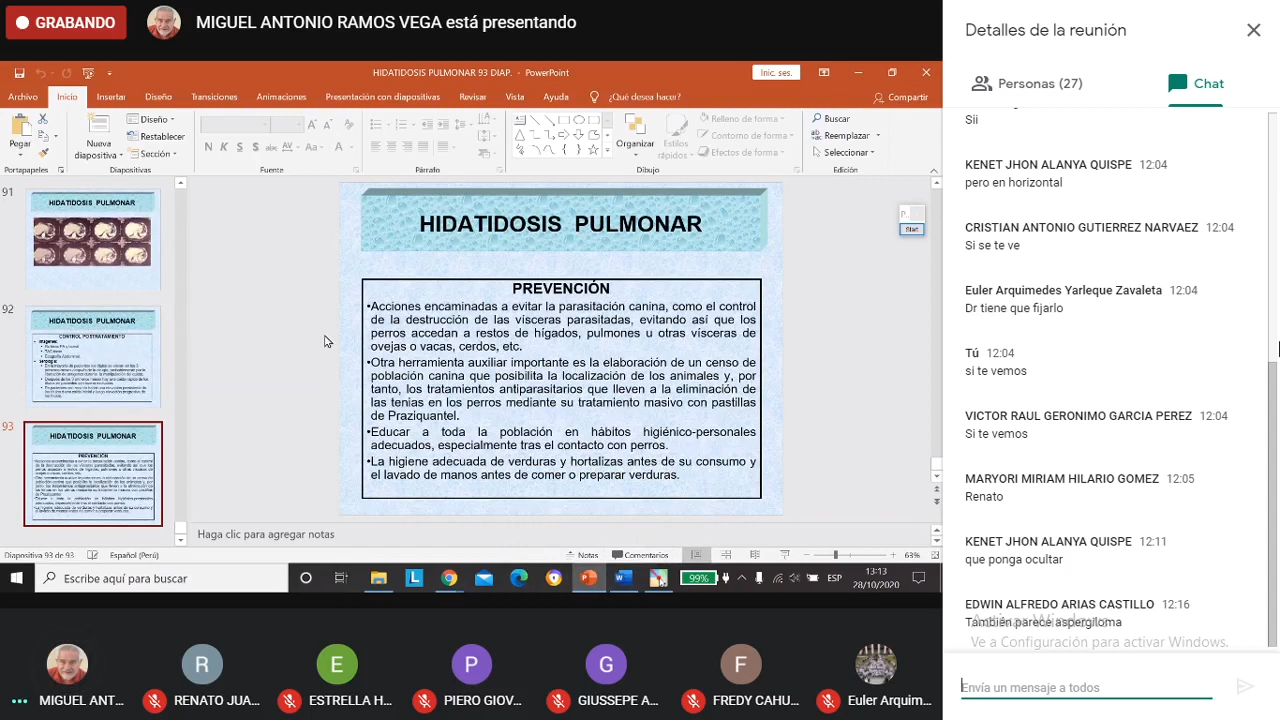 GRABANDO
MIGUEL ANTONIO RAMOS VEGA está presentando
HIDATIDOSIS PULMONAR 93 DIAP. - PowerPoint
Inic. ses.
Archivo Inicio Insertar Diseño Transiciones Animaciones Presentación con diapositivas Revisar Vista Ayuda ¿Qué desea hacer? Compartir
Pegar
Nueva diapositiva
Diseño
Restablecer
Sección
N K S S abc AV Aa A
Organizar
Estilos rápidos
Relleno de forma
Contorno de forma
Efectos de forma
Buscar
Reemplazar
Seleccionar
Portapapeles Diapositivas Fuente Párrafo Dibujo Edición
91
HIDATIDOSIS PULMONAR
92
HIDATIDOSIS PULMONAR
CONTROL POSTRATAMIENTO
93
HIDATIDOSIS PULMONAR
PREVENCIÓN
HIDATIDOSIS PULMONAR
PREVENCIÓN
•Acciones encaminadas a evitar la parasitación canina, como el control
de la destrucción de las vísceras parasitadas, evitando así que los
perros accedan a restos de hígados, pulmones u otras vísceras de
ovejas o vacas, cerdos, etc.
•Otra herramienta auxiliar importante es la elaboración de un censo de
población canina que posibilita la localización de los animales y, por
tanto, los tratamientos antiparasitarios que lleven a la eliminación de
las tenias en los perros mediante su tratamiento masivo con pastillas
de Praziquantel.
•Educar a toda la población en hábitos higiénico-personales
adecuados, especialmente tras el contacto con perros.
•La higiene adecuada de verduras y hortalizas antes de su consumo y
el lavado de manos antes de comer o preparar verduras.
P...
Start
Haga clic para agregar notas
Diapositiva 93 de 93 Español (Perú) Notas Comentarios 63%
Escribe aquí para buscar
99%
ESP
13:13
28/10/2020
MIGUEL ANT...
R
RENATO JUA...
E
ESTRELLA H...
P
PIERO GIOV...
G
GIUSSEPE A...
F
FREDY CAHU...
Euler Arquim...
Detalles de la reunión
Personas (27)
Chat
Sii
KENET JHON ALANYA QUISPE 12:04
pero en horizontal
CRISTIAN ANTONIO GUTIERREZ NARVAEZ 12:04
Si se te ve
Euler Arquimedes Yarleque Zavaleta 12:04
Dr tiene que fijarlo
Tú 12:04
si te vemos
VICTOR RAUL GERONIMO GARCIA PEREZ 12:04
Si te vemos
MARYORI MIRIAM HILARIO GOMEZ 12:05
Renato
KENET JHON ALANYA QUISPE 12:11
que ponga ocultar
EDWIN ALFREDO ARIAS CASTILLO 12:16
También parece aspergiloma
Activar Windows
Ve a Configuración para activar Windows.
Envía un mensaje a todos